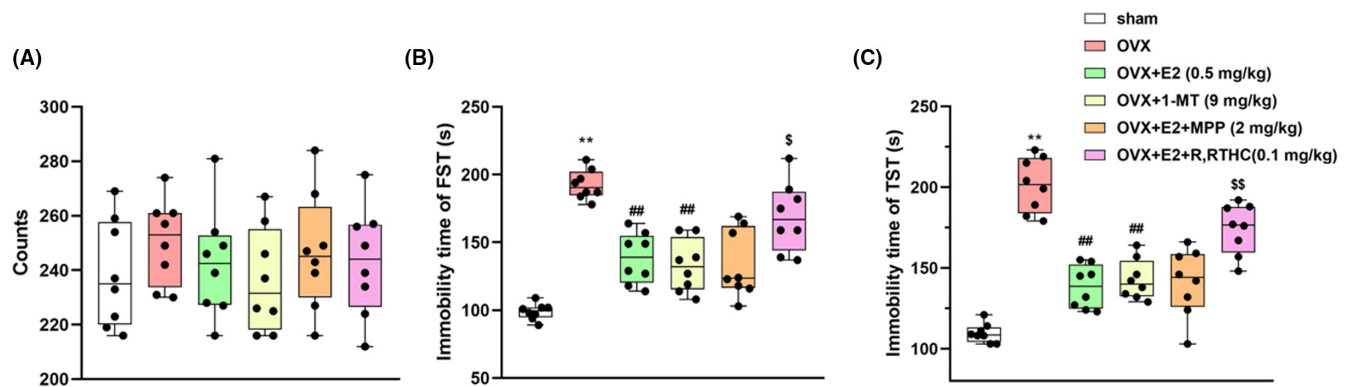 sham
OVX
OVX+E2 (0.5 mg/kg)
OVX+1-MT (9 mg/kg)
OVX+E2+MPP (2 mg/kg)
OVX+E2+R,RTHC(0.1 mg/kg)
(A)
Counts
300
280
260
240
220
200
(B)
Immobility time of FST (s)
250
200
150
100
50
**
##
##
$
(C)
Immobility time of TST (s)
250
200
150
100
**
##
##
$$